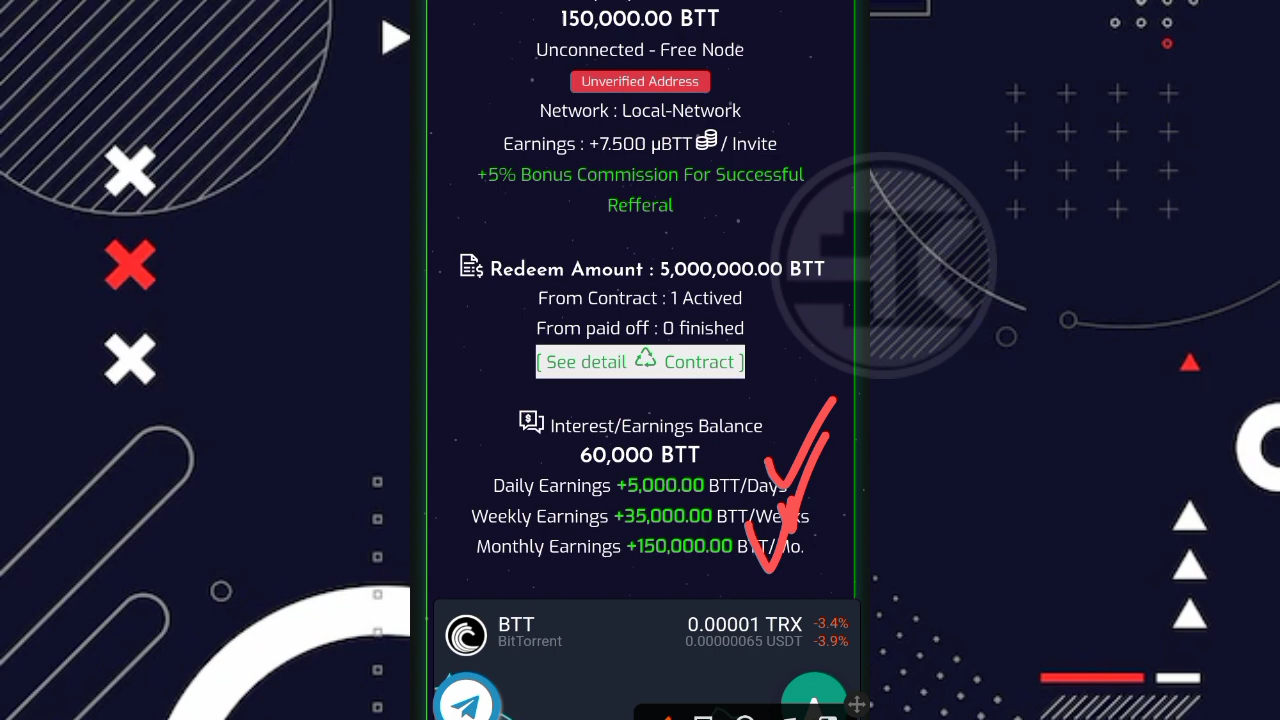 150,000.00 BTT
Unconnected - Free Node
Unverified Address
Network : Local-Network
Earnings : +7.500 µBTT / Invite
+5% Bonus Commission For Successful
Refferal
Redeem Amount : 5,000,000.00 BTT
From Contract : 1 Actived
From paid off : 0 finished
[ See detail Contract ]
Interest/Earnings Balance
60,000 BTT
Daily Earnings +5,000.00 BTT/Days
Weekly Earnings +35,000.00 BTT/Weeks
Monthly Earnings +150,000.00 BTT/Mo.
BTT 0.00001 TRX -3.4%
BitTorrent 0.00000065 USDT -3.9%